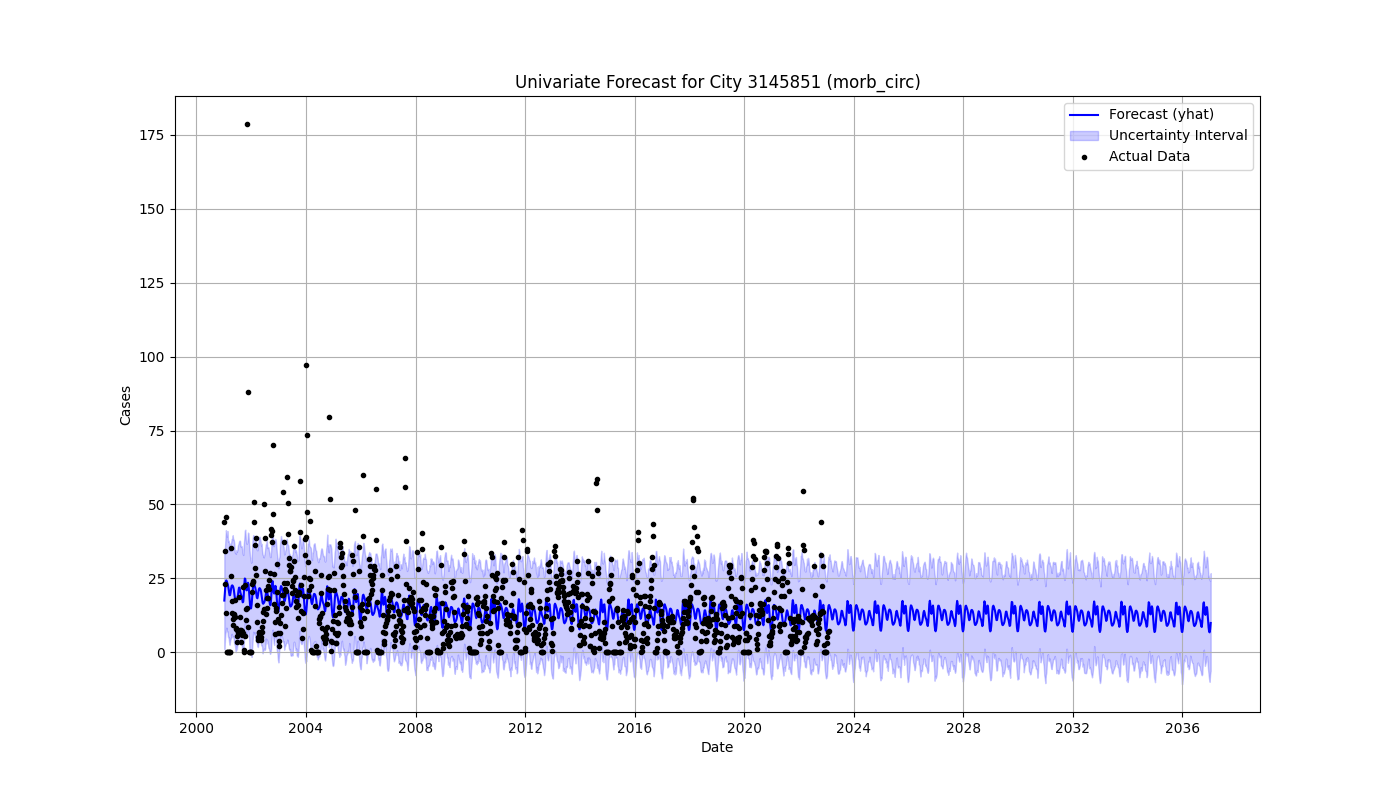 Univariate Forecast for City 3145851 (morb_circ)
Forecast (yhat)
Uncertainty Interval
Actual Data
175
150
125
100
75
50
25
0
Cases
2000 2004 2008 2012 2016 2020 2024 2028 2032 2036
Date